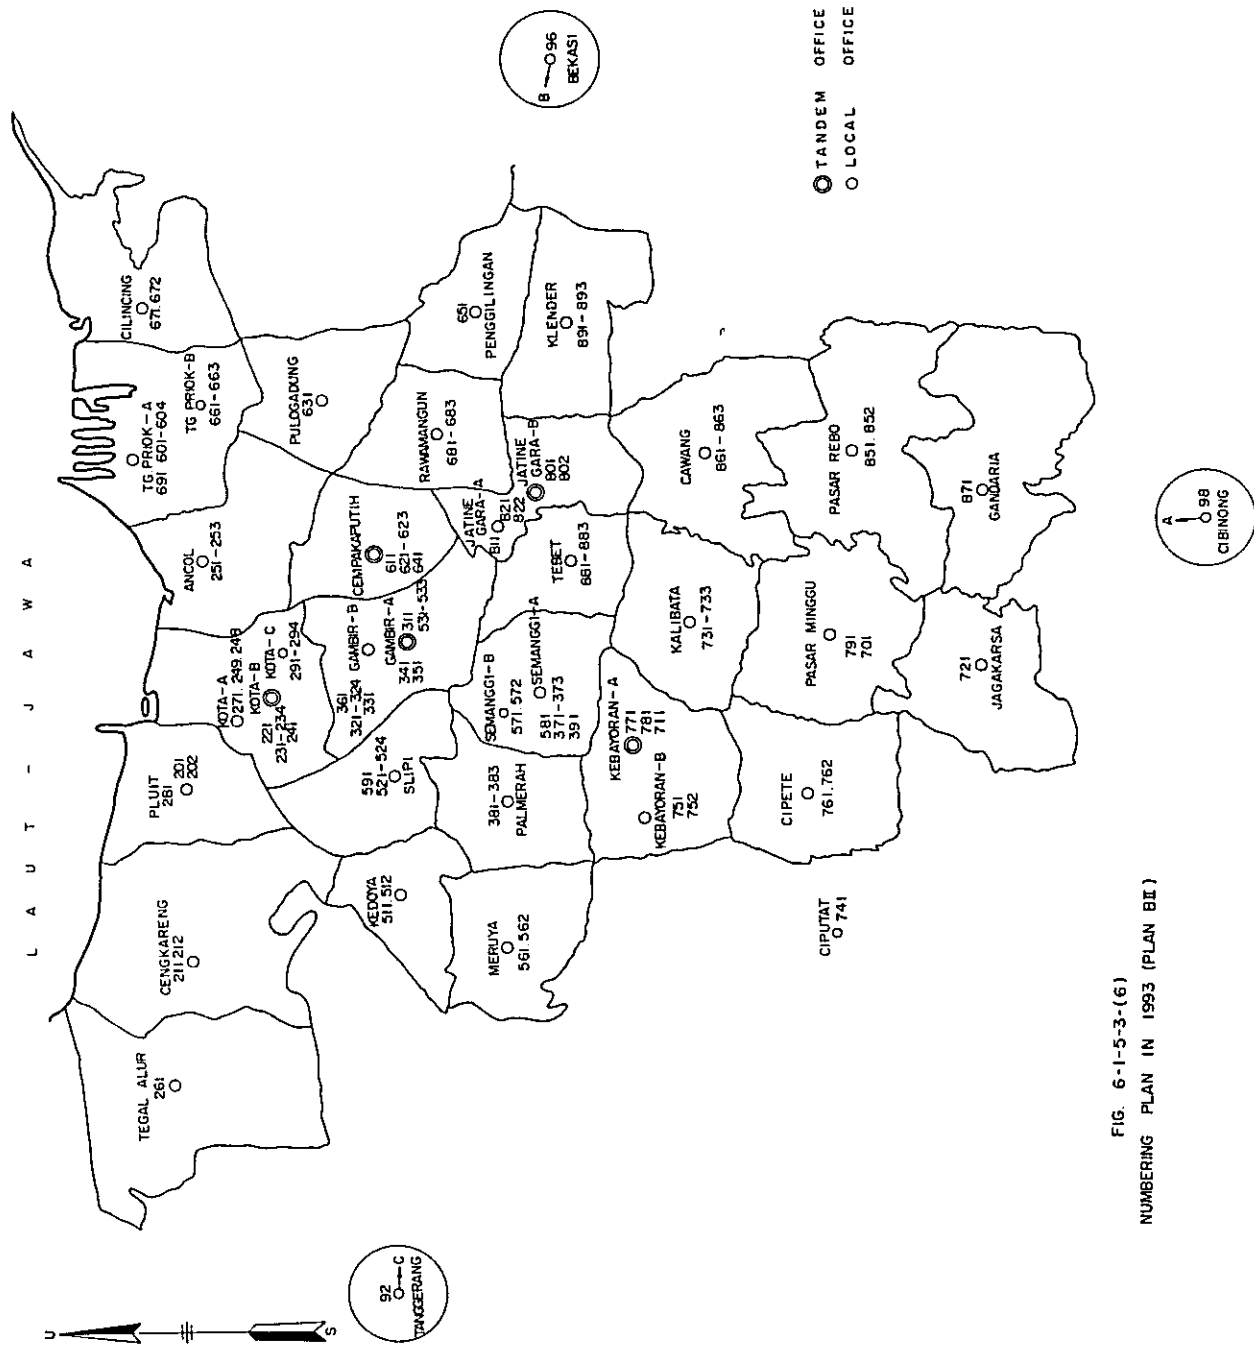 LAUT - JAWA
U
S
92
C
TANGGERANG
TEGAL ALUR
261
CENGKARENG
211.212
PLUIT
281
201
202
KOTA-A
271. 249. 248
KOTA-B
221
231-234
241
KOTA-C
291-294
ANCOL
251-253
TG. PRIOK-A
691 601-604
TG PRIOK-B
661-663
CILINCING
671.672
PULOGADUNG
631
KEDOYA
511.512
591
521-524
SLIPI
361
321-324
331
GAMBIR-B
GAMBIR-A
341
351
311
531-533
CEMPAKAPUTIH
611
621-623
641
RAWAMANGUN
681-683
651
PENGGILINGAN
MERUYA
561.562
381-383
PALMERAH
SEMANGGI-B
571.572
SEMANGGI-A
581
371-373
391
JATINE
GARA-A
811
821
822
JATINE
GARA-B
801
802
TEBET
881-883
KLENDER
891-893
B
96
BEKASI
KEBAYORAN-A
771
781
711
KEBAYORAN-B
751
752
KALIBATA
731-733
CAWANG
861-863
CIPUTAT
741
CIPETE
761.762
PASAR MINGGU
791
701
PASAR REBO
851.852
721
JAGAKARSA
871
GANDARIA
A
98
CIBINONG
TANDEM OFFICE
LOCAL OFFICE
FIG. 6-1-5-3-(6)
NUMBERING PLAN IN 1993 (PLAN BII)